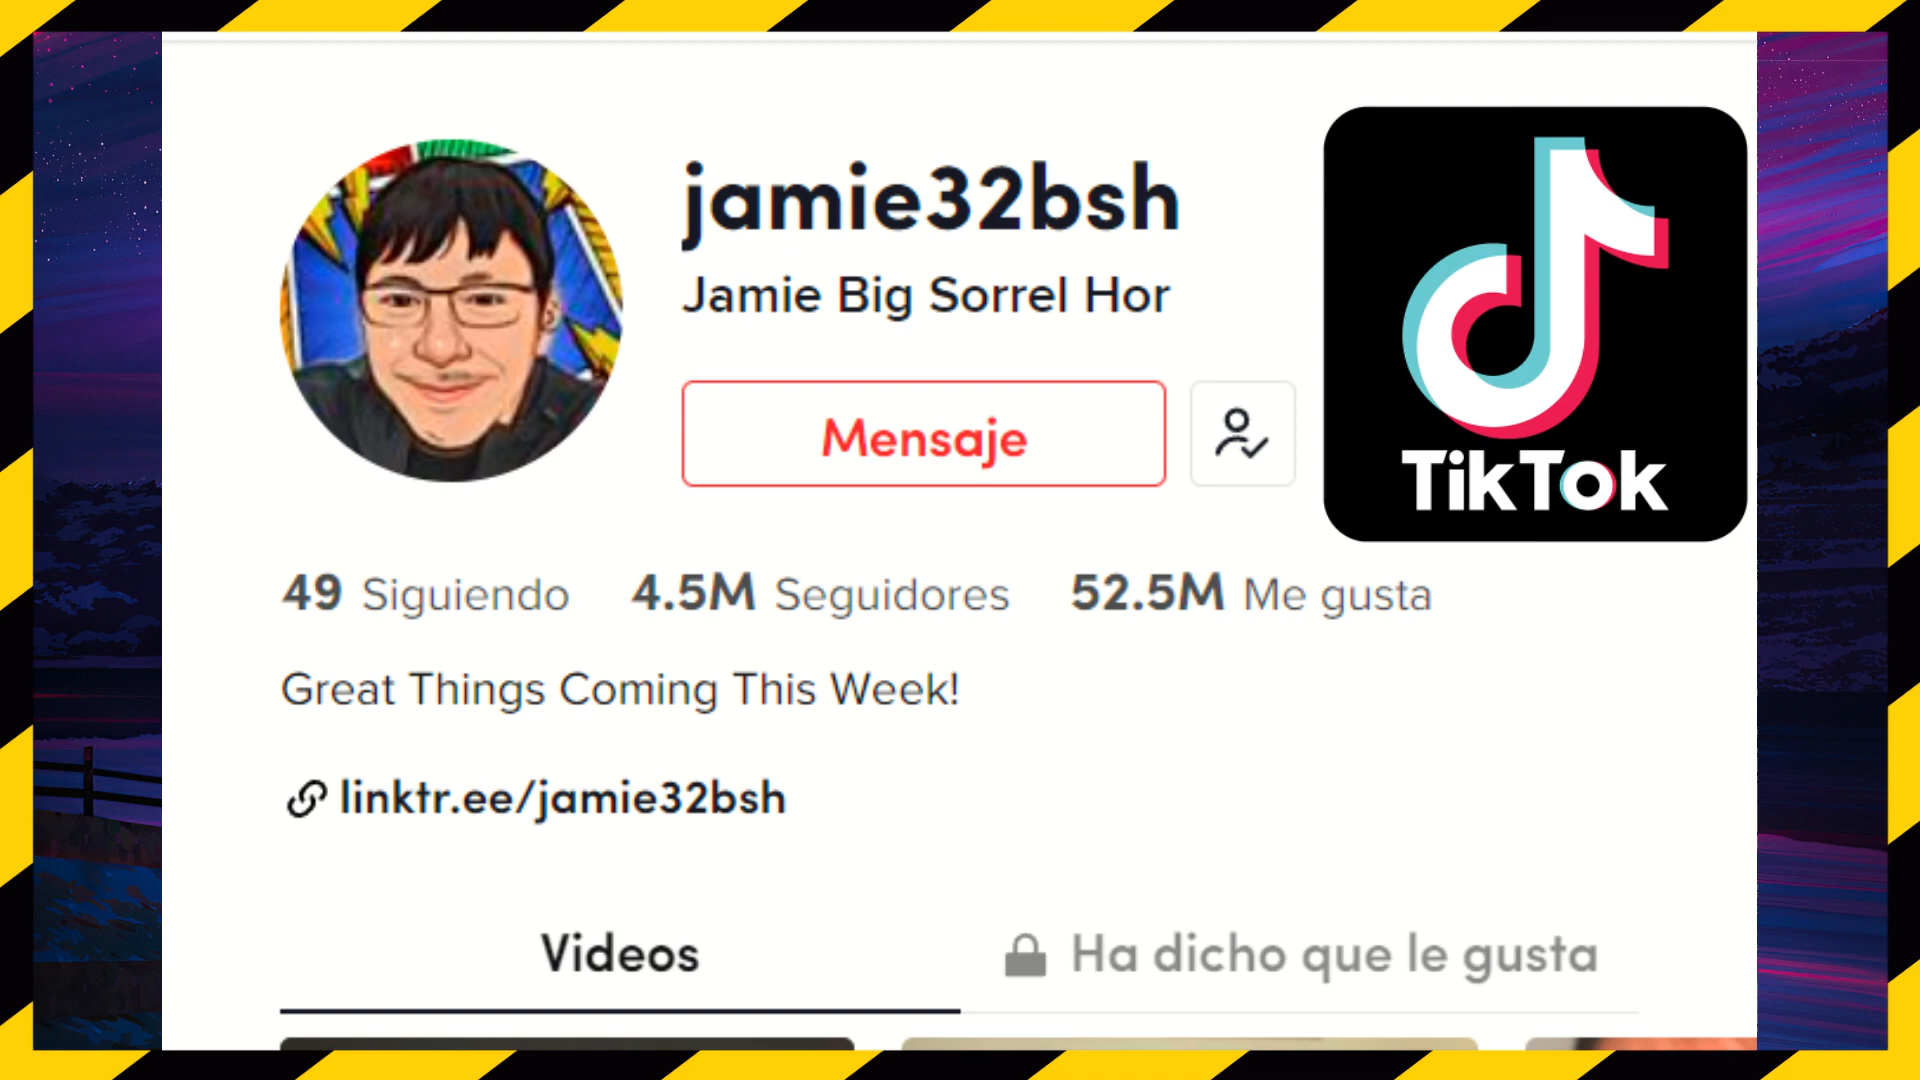 jamie32bsh
Jamie Big Sorrel Hor
Mensaje
TikTok
49 Siguiendo 4.5M Seguidores 52.5M Me gusta
Great Things Coming This Week!
linktr.ee/jamie32bsh
Videos Ha dicho que le gusta